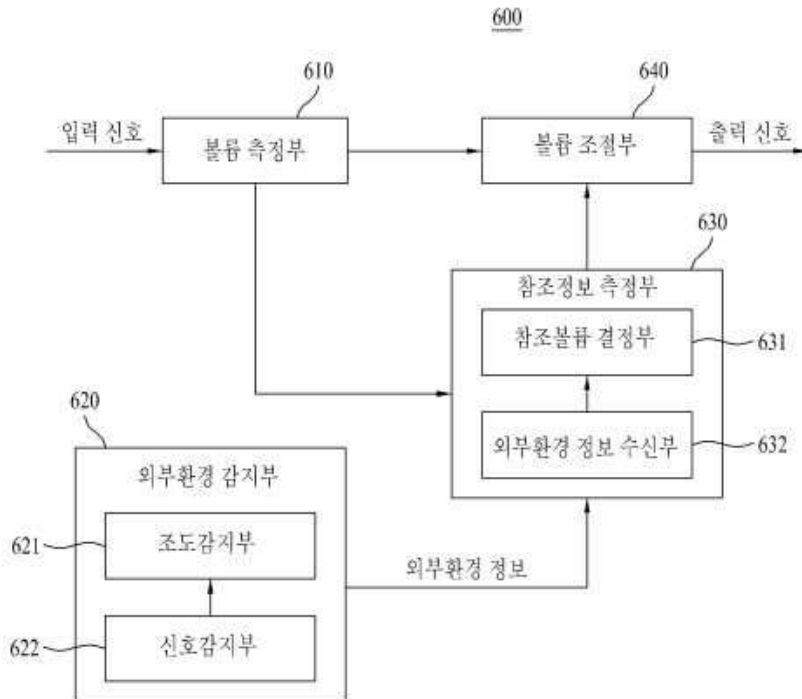 600
610
640
입력 신호
볼륨 측정부
볼륨 조절부
출력 신호
630
참조정보 측정부
참조볼륨 결정부
631
외부환경 정보 수신부
632
620
외부환경 감지부
조도감지부
621
외부환경 정보
신호감지부
622